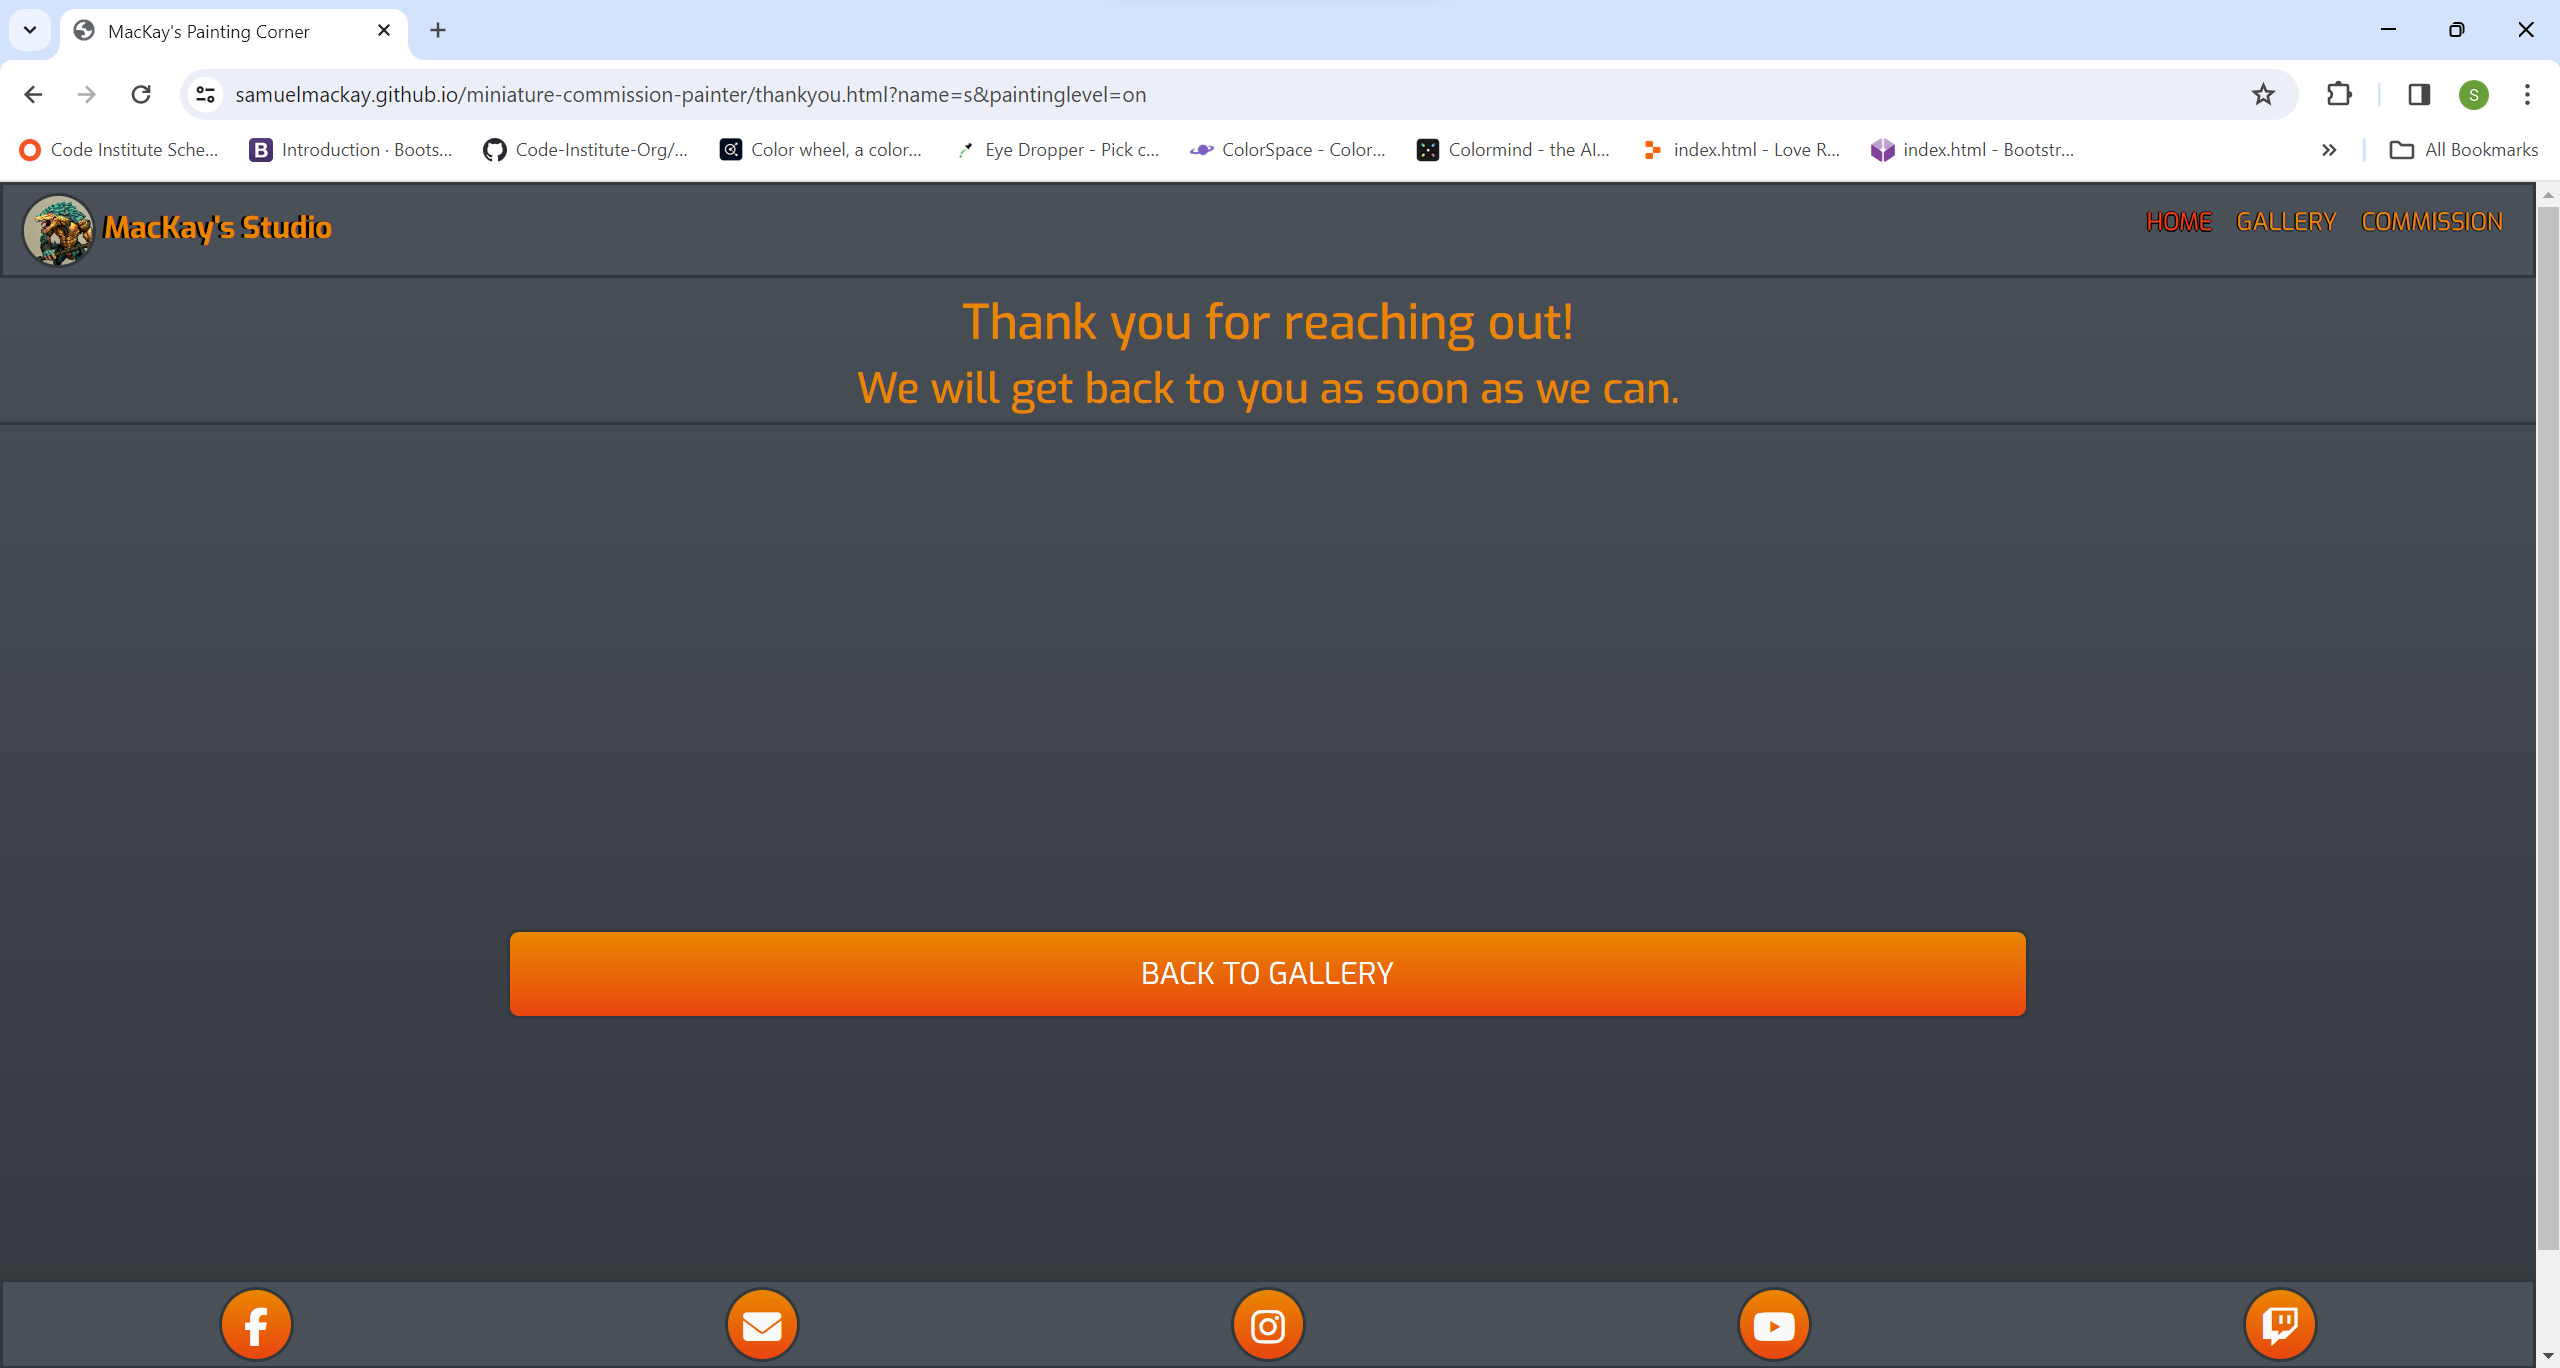 MacKay's Painting Corner
samuelmackay.github.io/miniature-commission-painter/thankyou.html?name=s&paintinglevel=on
S
Code Institute Sche... Introduction · Boots... Code-Institute-Org/... Color wheel, a color... Eye Dropper - Pick c... ColorSpace - Color... Colormind - the AI... index.html - Love R... index.html - Bootstr... All Bookmarks
MacKay's Studio HOME GALLERY COMMISSION
Thank you for reaching out!
We will get back to you as soon as we can.
BACK TO GALLERY